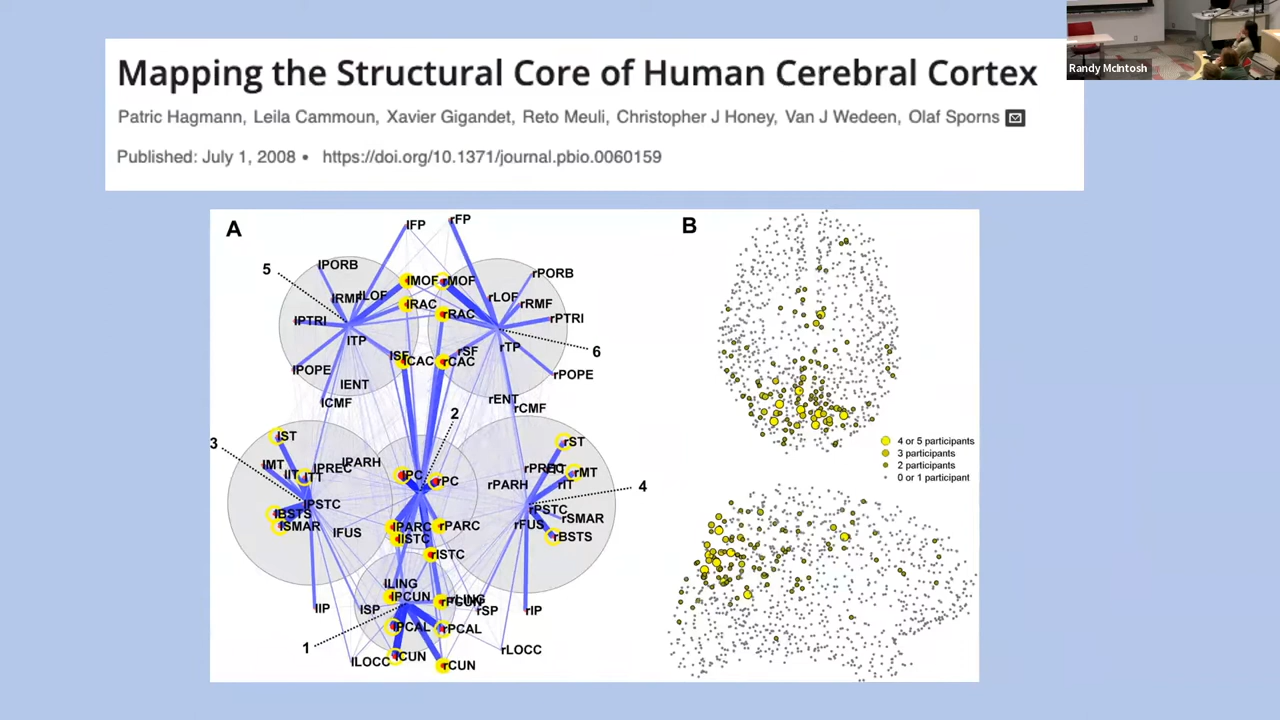 Mapping the Structural Core of Human Cerebral Cortex
Patric Hagmann, Leila Cammoun, Xavier Gigandet, Reto Meuli, Christopher J Honey, Van J Wedeen, Olaf Sporns
Published: July 1, 2008 • https://doi.org/10.1371/journal.pbio.0060159
Randy McIntosh
A
lFP
rFP
5
lPORB
lMOF
rMOF
rPORB
lRMF
lLOF
rLOF
rRMF
lRAC
rRAC
lPTRI
rPTRI
lTP
rTP
6
lSF
lCAC
rSF
rCAC
lPOPE
rPOPE
lENT
rENT
lCMF
rCMF
2
3
lST
rST
lMT
lIT
lTT
lPREC
lPARH
rPREC
rMT
lPC
rPC
rPARH
rIT
4
lPSTC
rPSTC
lBSTS
lSMAR
rSMAR
lFUS
lPARC
rPARC
rFUS
lISTC
rBSTS
rISTC
lLING
lPCUN
rPCUN
rLING
lIP
lSP
rSP
rIP
lPCAL
rPCAL
1
lLOCC
lCUN
rCUN
rLOCC
B
4 or 5 participants
3 participants
2 participants
0 or 1 participant